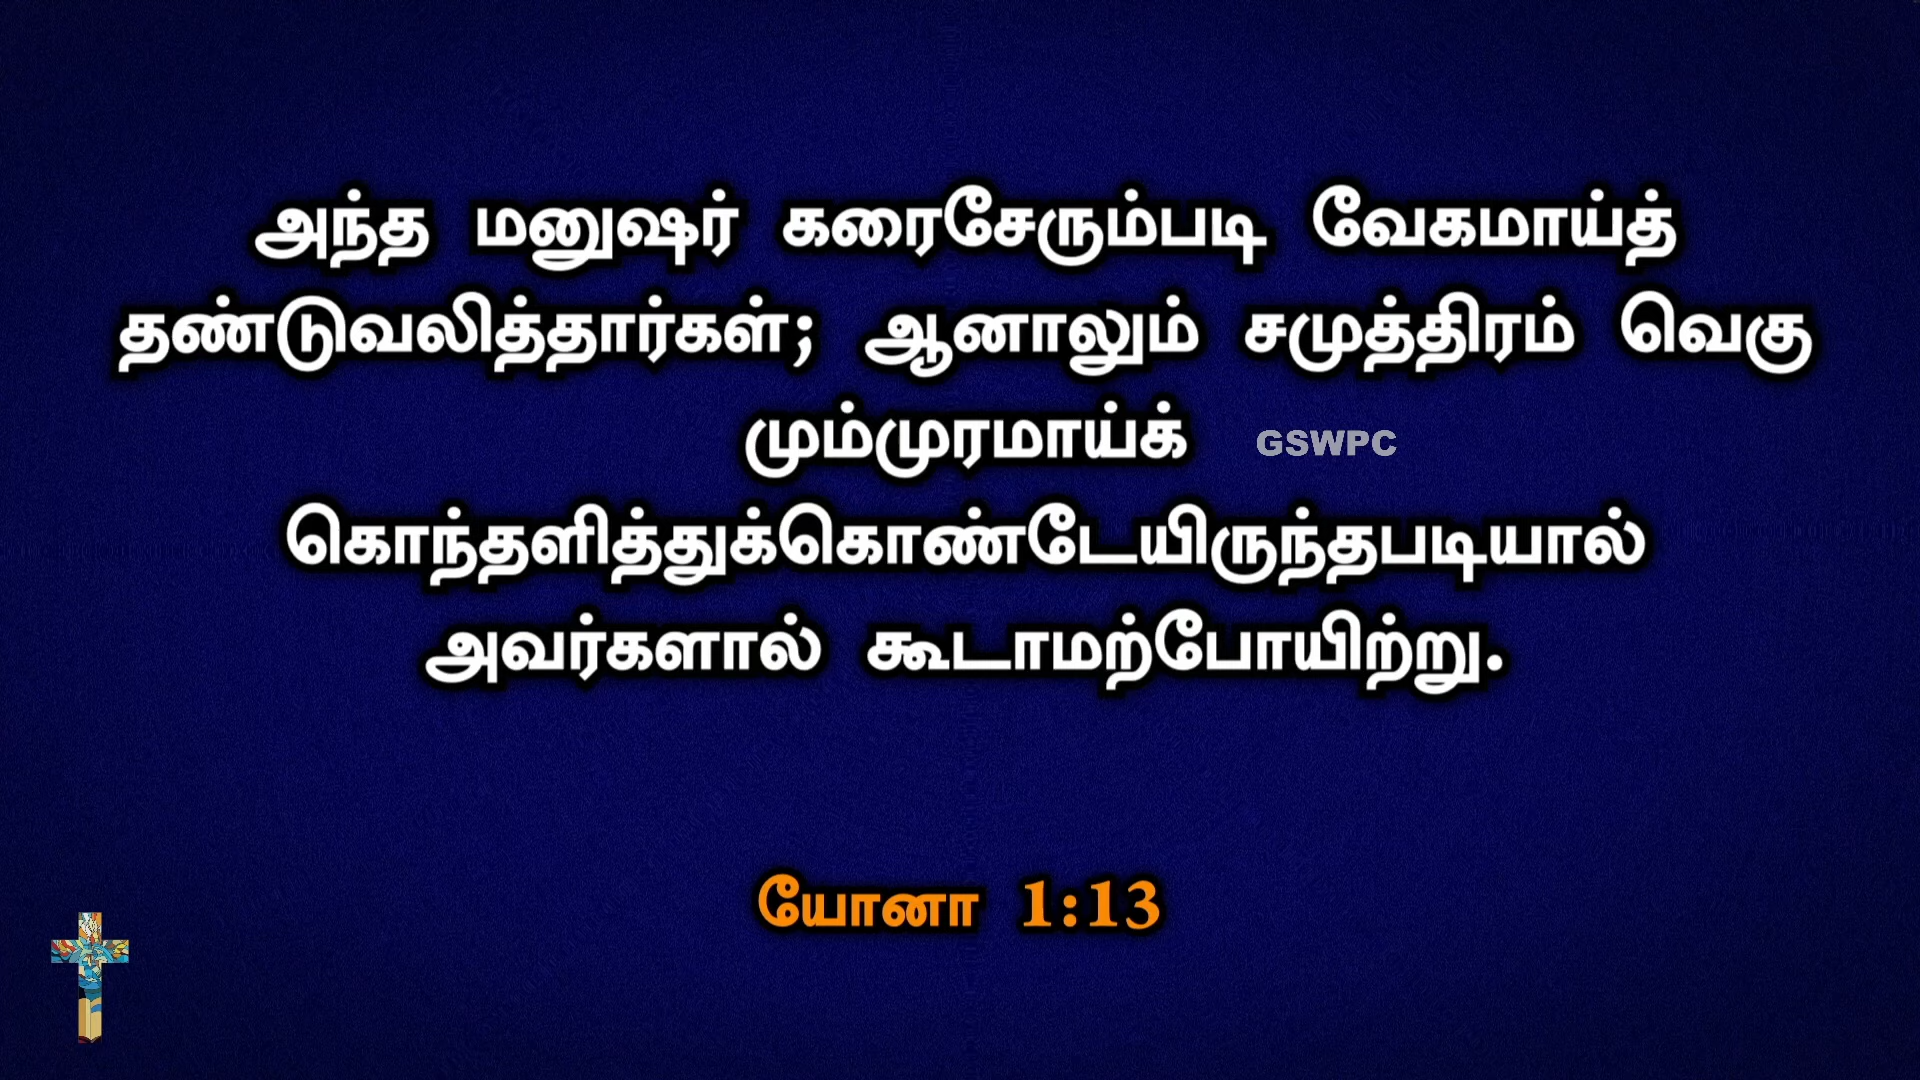 அந்த மனுஷர் கரைசேரும்படி வேகமாய்த்
தண்டுவலித்தார்கள்; ஆனாலும் சமுத்திரம் வெகு
மும்முரமாய்க் GSWPC
கொந்தளித்துக்கொண்டேயிருந்தபடியால்
அவர்களால் கூடாமற்போயிற்று.
யோனா 1:13